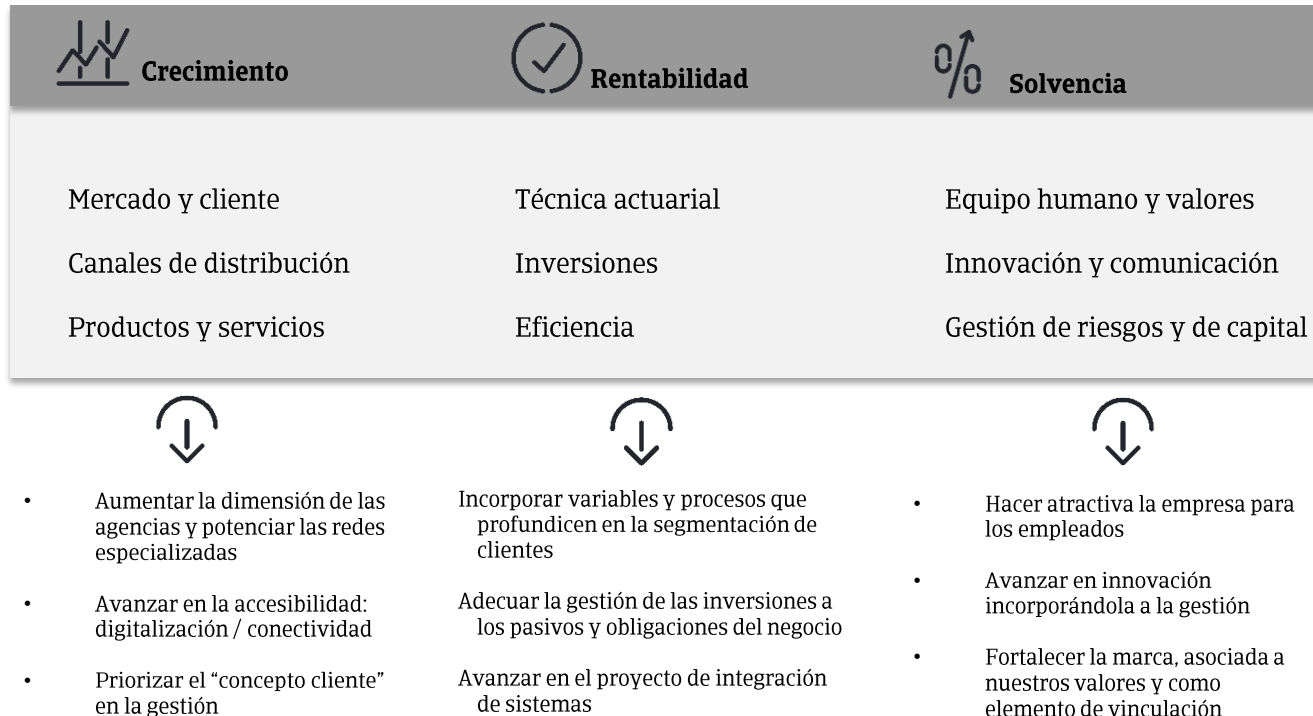 Crecimiento
Rentabilidad
Solvencia
Mercado y cliente
Técnica actuarial
Equipo humano y valores
Canales de distribución
Inversiones
Innovación y comunicación
Productos y servicios
Eficiencia
Gestión de riesgos y de capital
• Aumentar la dimensión de las
agencias y potenciar las redes
especializadas
• Avanzar en la accesibilidad:
digitalización / conectividad
• Priorizar el “concepto cliente”
en la gestión
Incorporar variables y procesos que
profundicen en la segmentación de
clientes
Adecuar la gestión de las inversiones a
los pasivos y obligaciones del negocio
Avanzar en el proyecto de integración
de sistemas
• Hacer atractiva la empresa para
los empleados
• Avanzar en innovación
incorporándola a la gestión
• Fortalecer la marca, asociada a
nuestros valores y como
elemento de vinculación